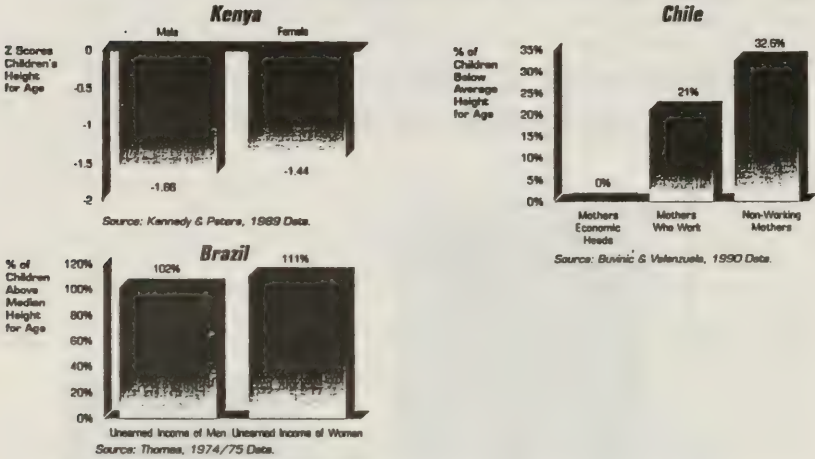 Kenya
Male Female
Z Scores
Children's
Height
for Age
0
-0.5
-1
-1.5
-2
-1.66
-1.44
Source: Kennedy & Peters, 1989 Data.
Chile
% of
Children
Below
Average
Height
for Age
35%
30%
25%
20%
15%
10%
5%
0%
0%
21%
32.6%
Mothers
Economic
Heads
Mothers
Who Work
Non-Working
Mothers
Source: Buvinic & Valenzuela, 1990 Data.
Brazil
% of
Children
Above
Median
Height
for Age
120%
100%
80%
60%
40%
20%
0%
102%
111%
Unearned Income of Men Unearned Income of Women
Source: Thomas, 1974/75 Data.